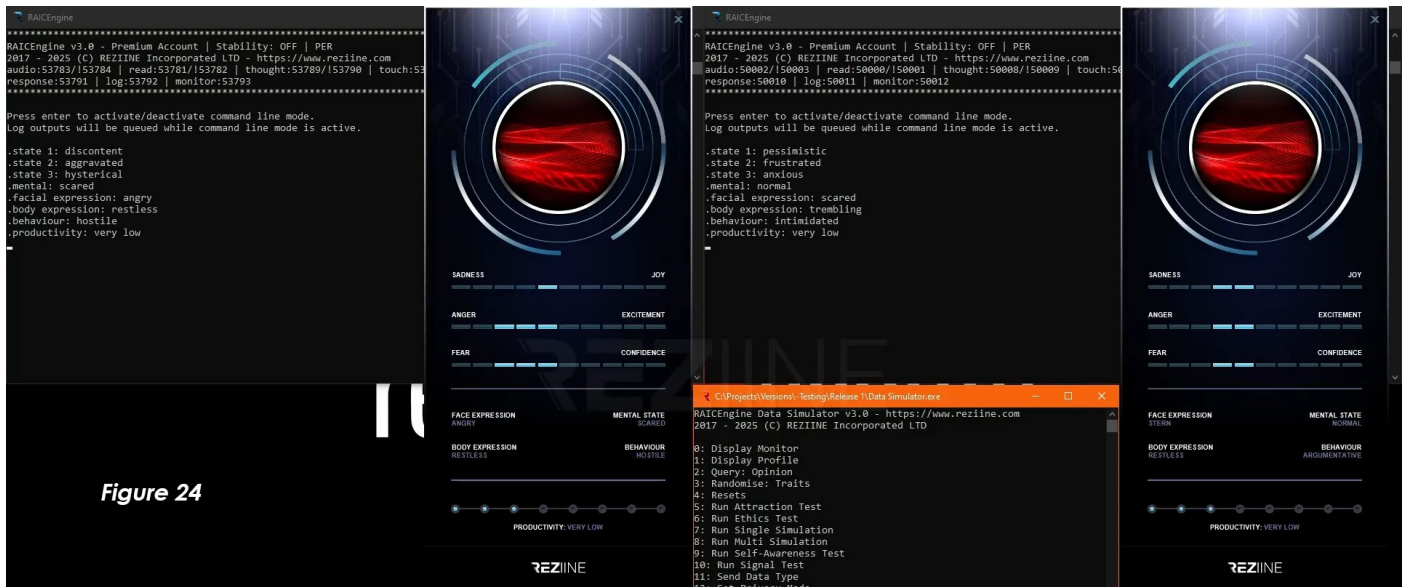 RAICEngine
****************************************************
RAICEngine v3.0 - Premium Account | Stability: OFF | PER
2017 - 2025 (C) REZIINE Incorporated LTD - https://www.reziine.com
audio:53783/!53784 | read:53781/!53782 | thought:53789/!53790 | touch:53
response:53791 | log:53792 | monitor:53793
****************************************************
Press enter to activate/deactivate command line mode.
Log outputs will be queued while command line mode is active.
.state 1: discontent
.state 2: aggravated
.state 3: hysterical
.mental: scared
.facial expression: angry
.body expression: restless
.behaviour: hostile
.productivity: very low
Figure 24
SADNESS JOY
ANGER EXCITEMENT
FEAR CONFIDENCE
FACE EXPRESSION MENTAL STATE
ANGRY SCARED
BODY EXPRESSION BEHAVIOUR
RESTLESS HOSTILE
PRODUCTIVITY: VERY LOW
REZIINE
RAICEngine
****************************************************
RAICEngine v3.0 - Premium Account | Stability: OFF | PER
2017 - 2025 (C) REZIINE Incorporated LTD - https://www.reziine.com
audio:50002/!50003 | read:50000/!50001 | thought:50008/!50009 | touch:50
response:50010 | log:50011 | monitor:50012
****************************************************
Press enter to activate/deactivate command line mode.
Log outputs will be queued while command line mode is active.
.state 1: pessimistic
.state 2: frustrated
.state 3: anxious
.mental: normal
.facial expression: scared
.body expression: trembling
.behaviour: intimidated
.productivity: very low
REZIINE
C:\Projects\Versions\-Testing\Release 1\Data Simulator.exe
RAICEngine Data Simulator v3.0 - https://www.reziine.com
2017 - 2025 (C) REZIINE Incorporated LTD
0: Display Monitor
1: Display Profile
2: Query: Opinion
3: Randomise: Traits
4: Resets
5: Run Attraction Test
6: Run Ethics Test
7: Run Single Simulation
8: Run Multi Simulation
9: Run Self-Awareness Test
10: Run Signal Test
11: Send Data Type
12: Set Privacy Mode
SADNESS JOY
ANGER EXCITEMENT
FEAR CONFIDENCE
FACE EXPRESSION MENTAL STATE
STERN NORMAL
BODY EXPRESSION BEHAVIOUR
RESTLESS ARGUMENTATIVE
PRODUCTIVITY: VERY LOW
REZIINE